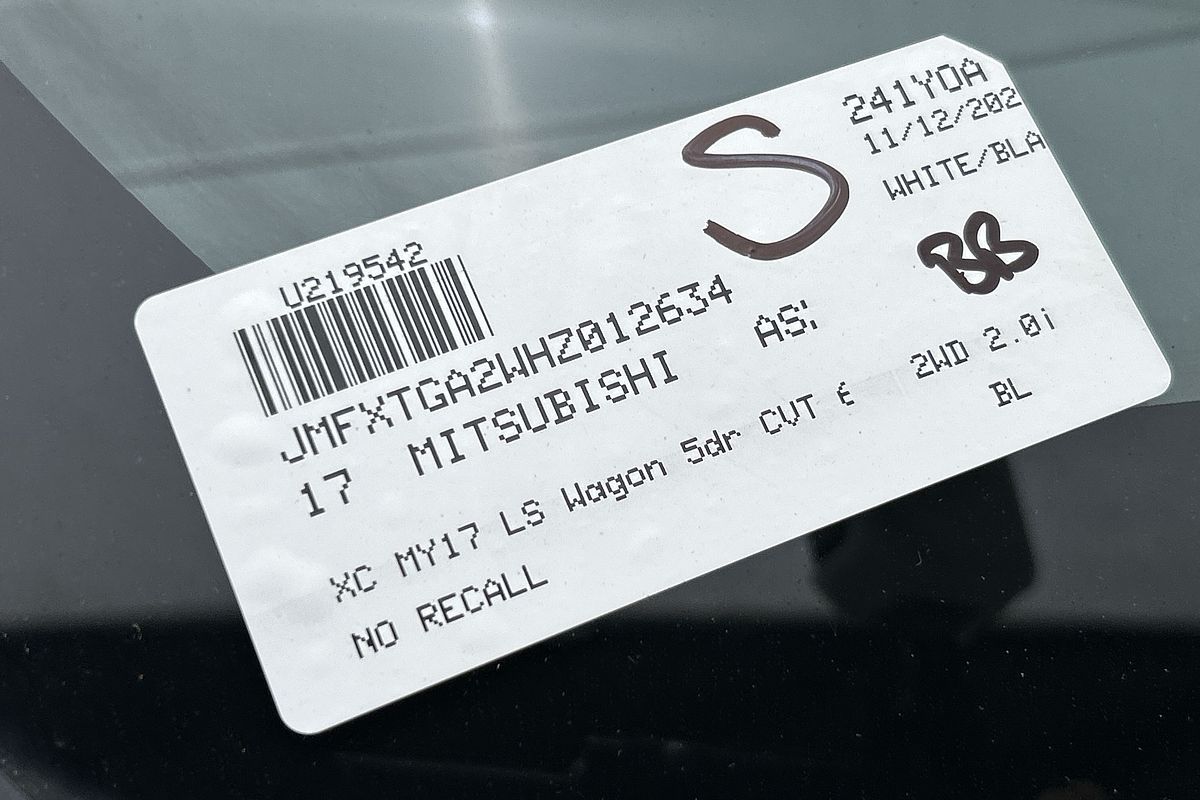 S
241YOA
11/12/202
WHITE/BLA
BB
U219542
JMFXTGA2WHZ012634
17 MITSUBISHI AS
XC MY17 LS Wagon 5dr CVT 6 2WD 2.0i
NO RECALL
BL